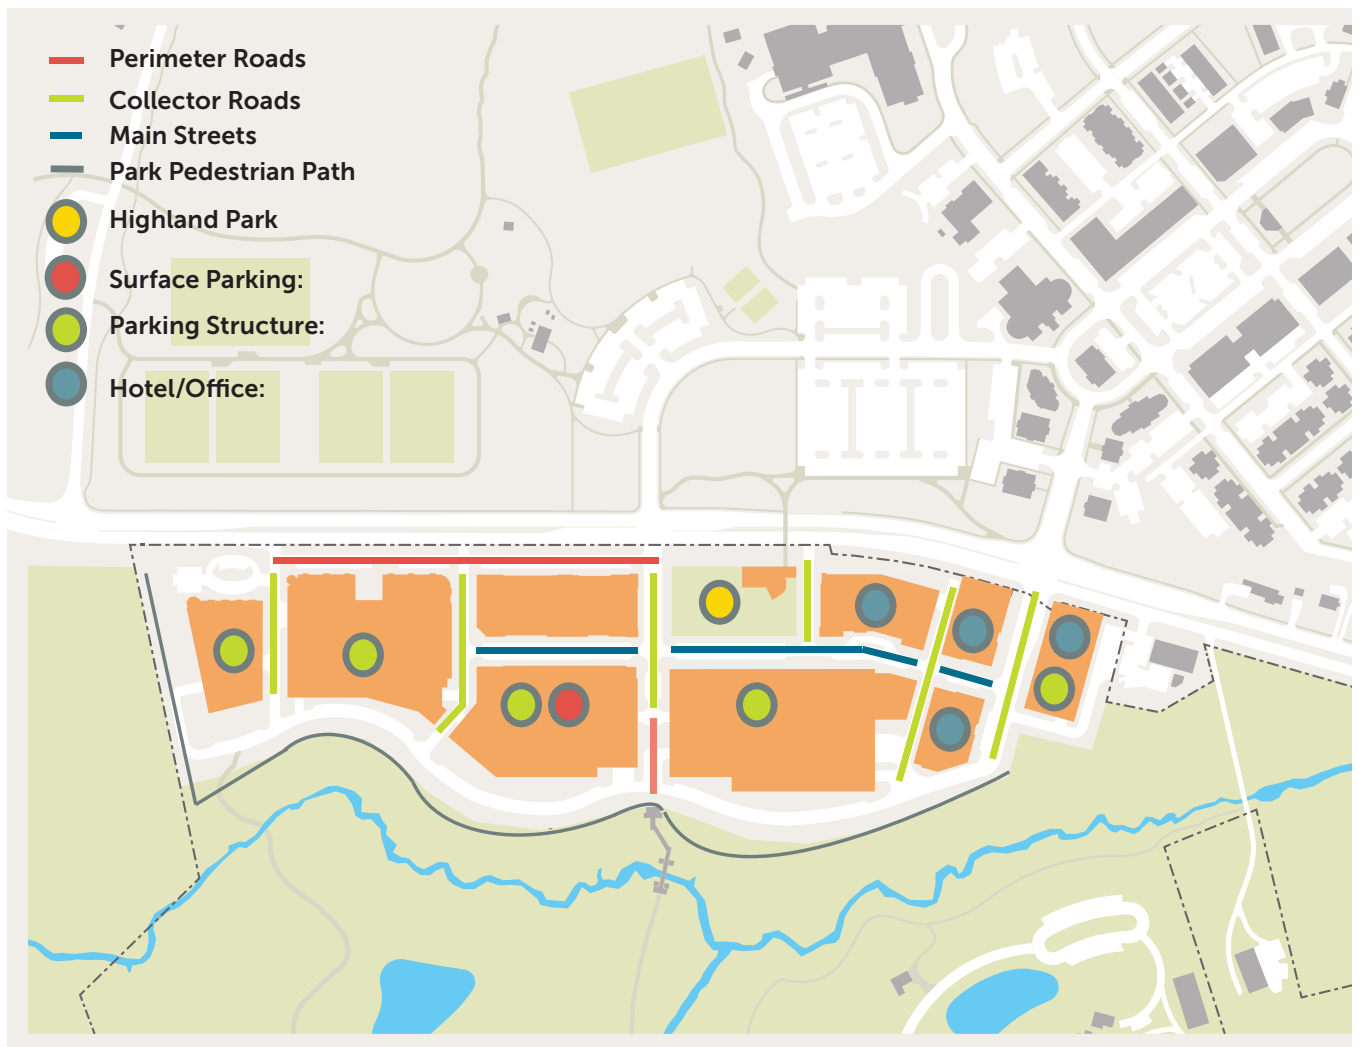 Perimeter Roads
Collector Roads
Main Streets
Park Pedestrian Path
Highland Park
Surface Parking:
Parking Structure:
Hotel/Office: